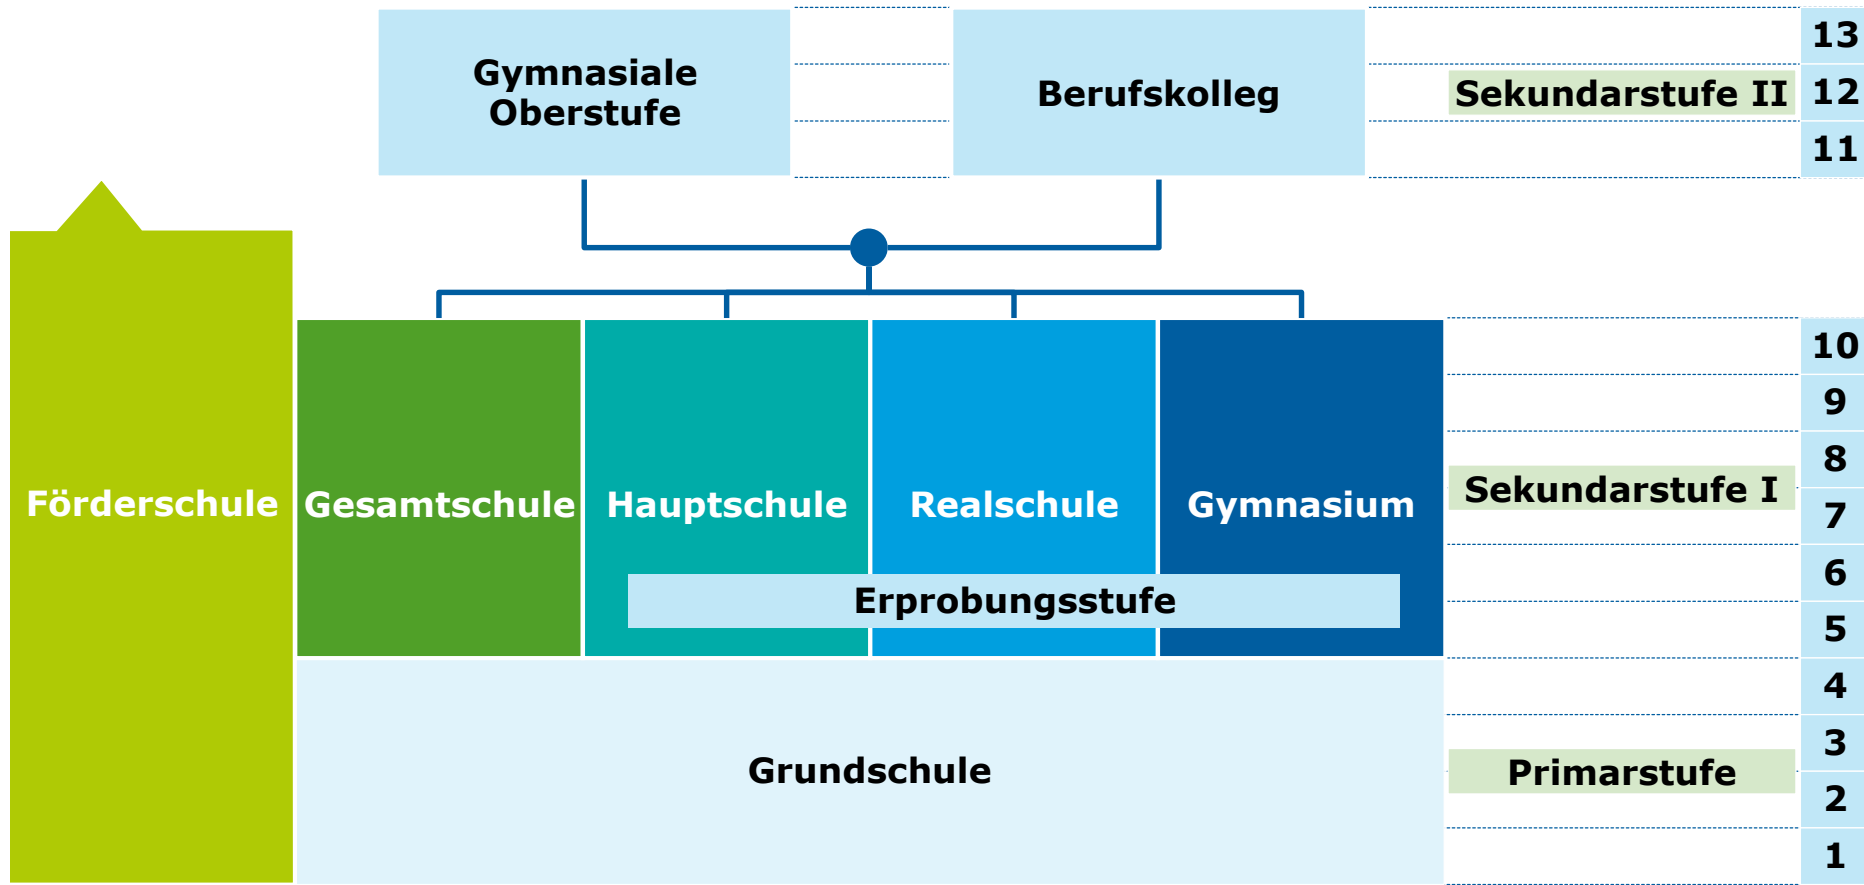 Gymnasiale
Oberstufe
Berufskolleg
Sekundarstufe II
13
12
11
Förderschule
Gesamtschule
Hauptschule
Realschule
Gymnasium
Erprobungsstufe
Sekundarstufe I
10
9
8
7
6
5
Grundschule
Primarstufe
4
3
2
1